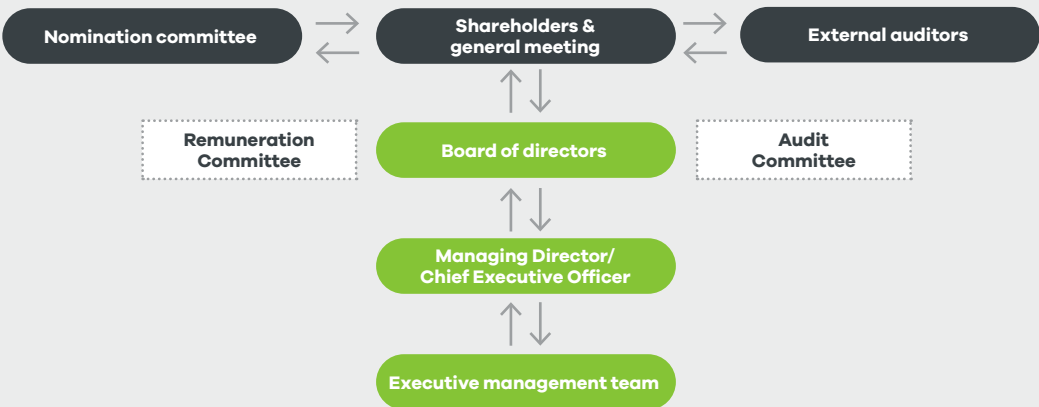 Nomination committee
Shareholders &
general meeting
External auditors
Remuneration
Committee
Board of directors
Audit
Committee
Managing Director/
Chief Executive Officer
Executive management team